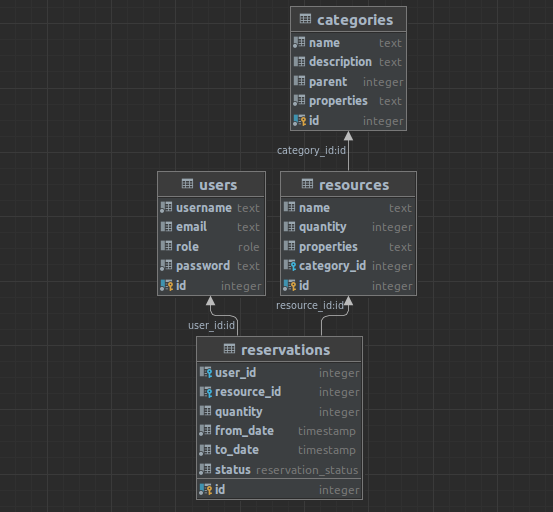 categories
name text
description text
parent integer
properties text
id integer
category_id:id
users
username text
email text
role role
password text
id integer
resources
name text
quantity integer
properties text
category_id integer
id integer
user_id:id
resource_id:id
reservations
user_id integer
resource_id integer
quantity integer
from_date timestamp
to_date timestamp
status reservation_status
id integer